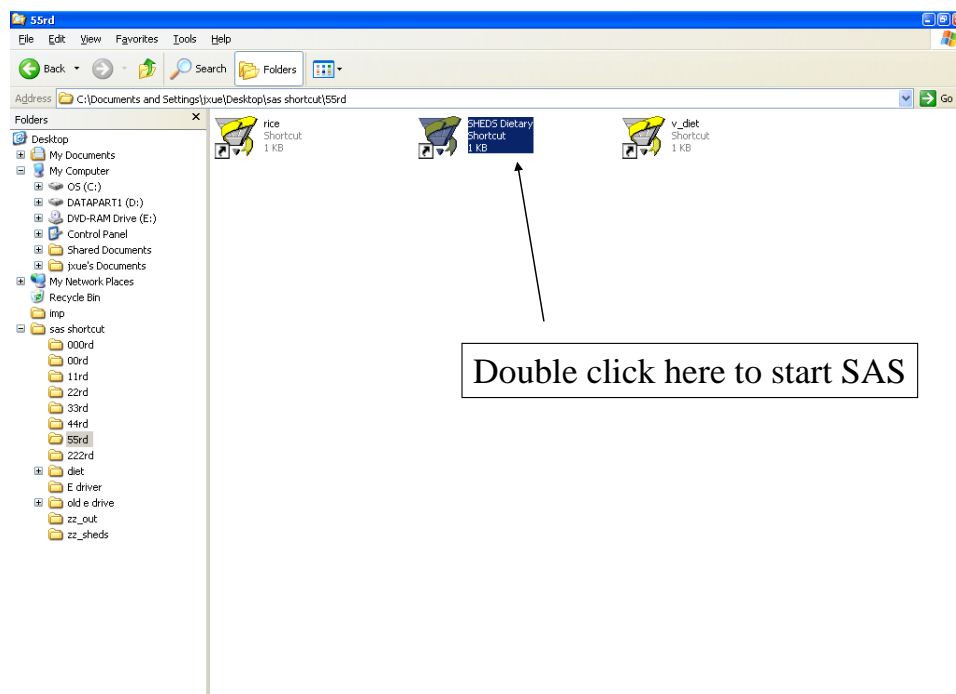 55rd
File Edit View Favorites Tools Help
Back Search Folders
Address C:\Documents and Settings\jxue\Desktop\sas shortcut\55rd Go
Folders
Desktop
My Documents
My Computer
OS (C:)
DATAPART1 (D:)
DVD-RAM Drive (E:)
Control Panel
Shared Documents
jxue's Documents
My Network Places
Recycle Bin
imp
sas shortcut
000rd
00rd
11rd
22rd
33rd
44rd
55rd
222rd
diet
E driver
old e drive
zz_out
zz_sheds
rice
Shortcut
1 KB
SHEDS Dietary
Shortcut
1 KB
v_diet
Shortcut
1 KB
Double click here to start SAS